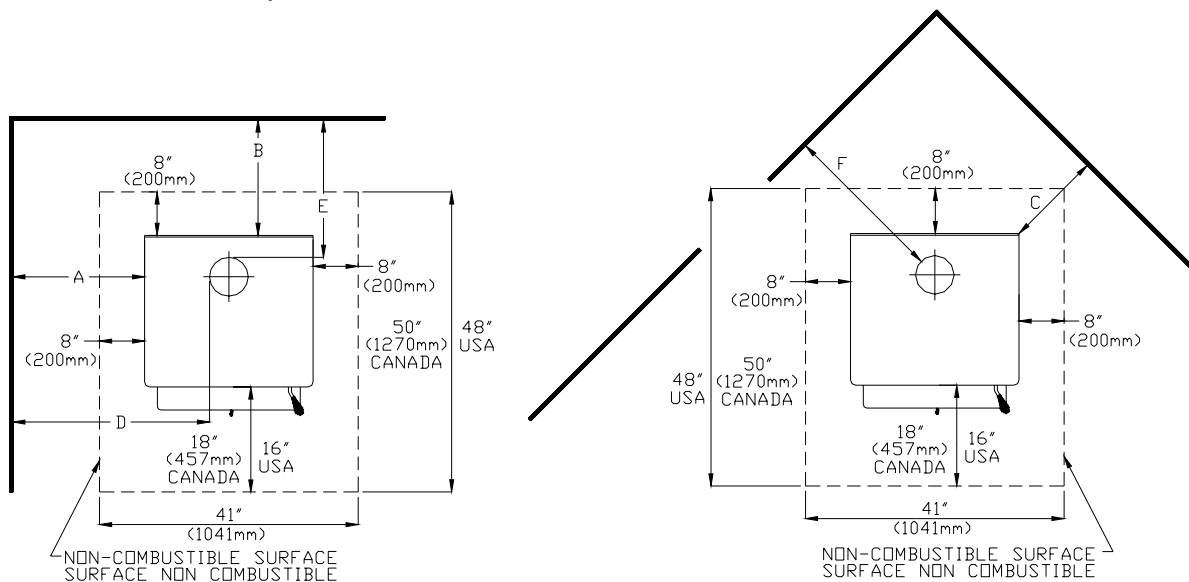 B
8"
(200mm)
E
A
8"
(200mm)
8"
(200mm)
50"
(1270mm)
CANADA
48"
USA
D
18"
(457mm)
CANADA
16"
USA
41"
(1041mm)
NON-COMBUSTIBLE SURFACE
SURFACE NON COMBUSTIBLE
F
8"
(200mm)
C
8"
(200mm)
8"
(200mm)
48"
USA
50"
(1270mm)
CANADA
18"
(457mm)
CANADA
16"
USA
41"
(1041mm)
NON-COMBUSTIBLE SURFACE
SURFACE NON COMBUSTIBLE